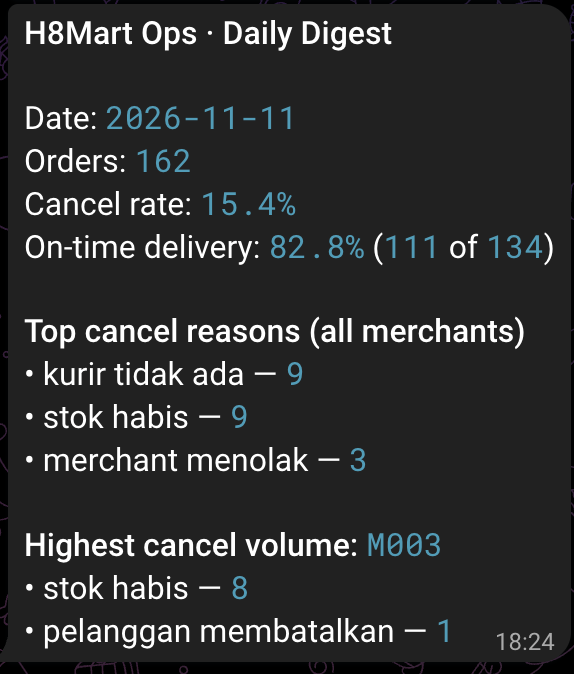 H8Mart Ops · Daily Digest
Date: 2026-11-11
Orders: 162
Cancel rate: 15.4%
On-time delivery: 82.8% (111 of 134)
Top cancel reasons (all merchants)
• kurir tidak ada — 9
• stok habis — 9
• merchant menolak — 3
Highest cancel volume: M003
• stok habis — 8
• pelanggan membatalkan — 1
18:24